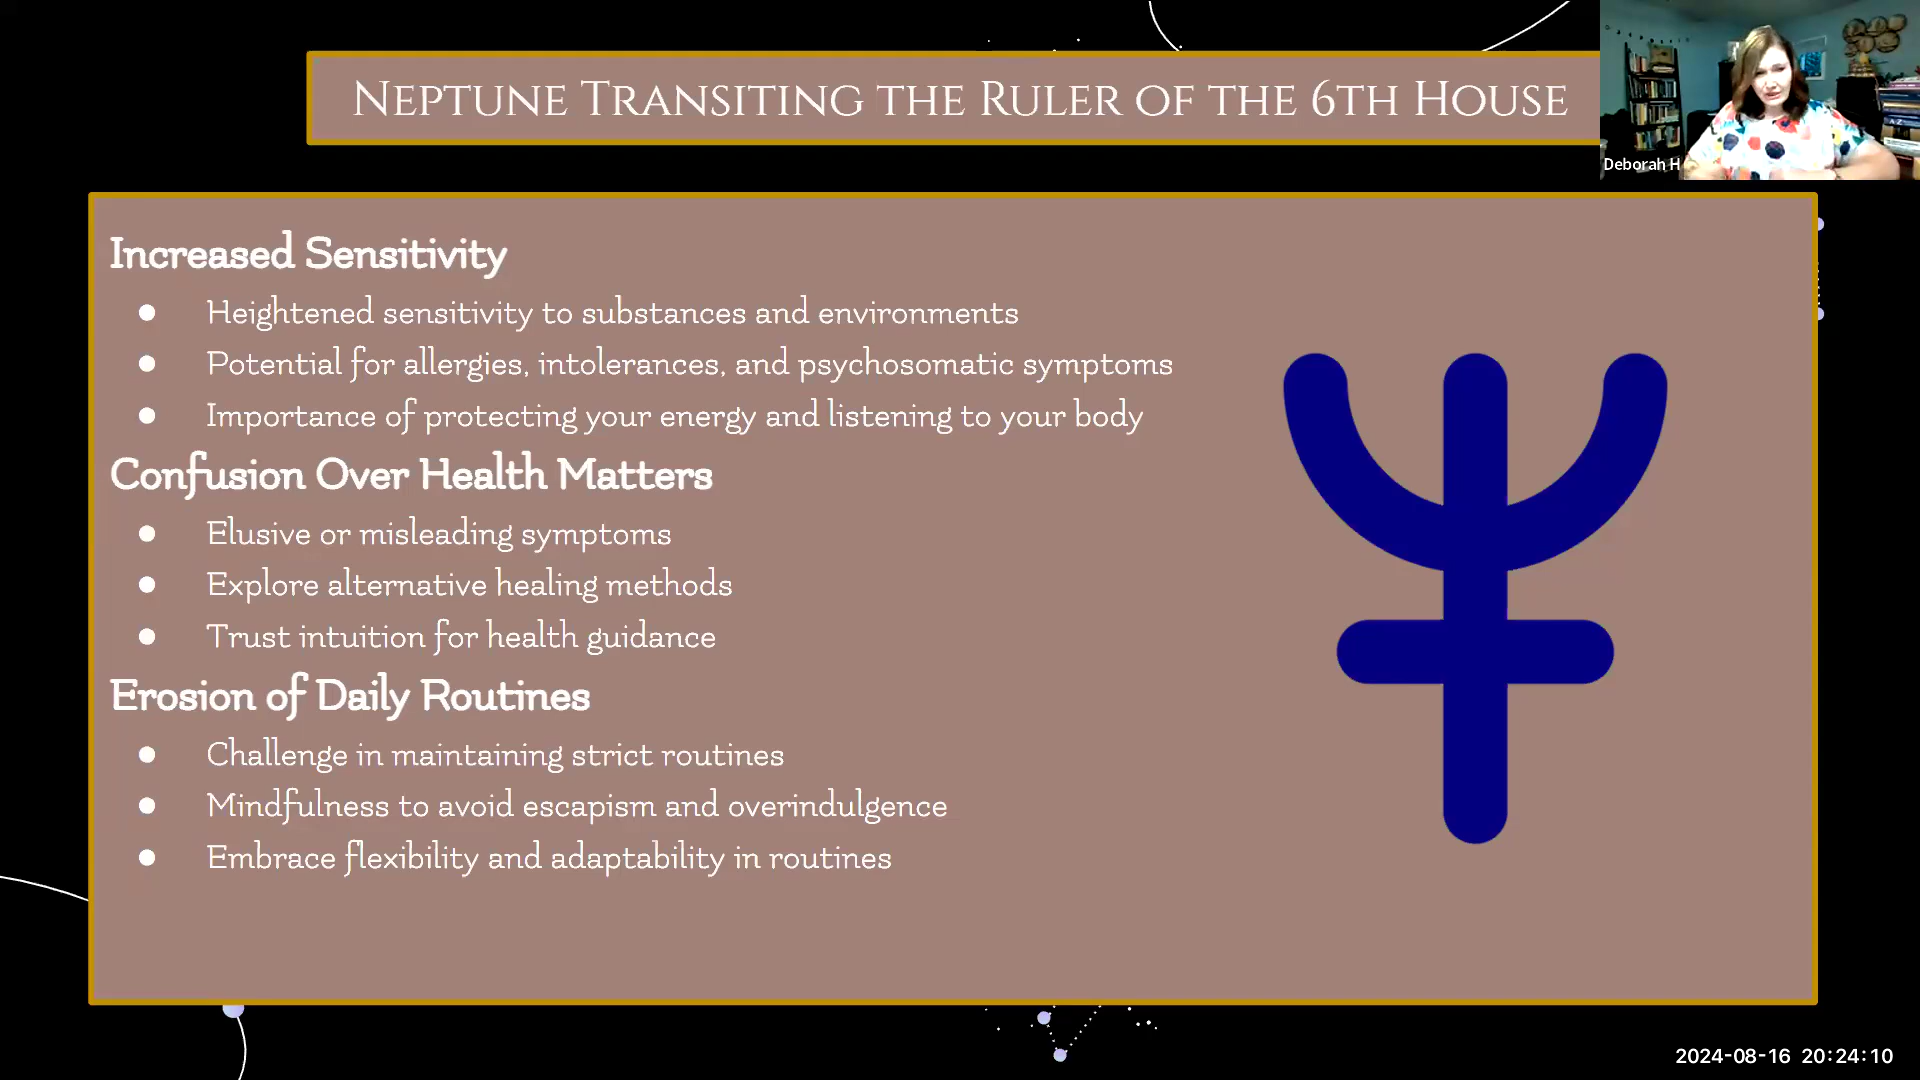 Neptune Transiting the Ruler of the 6th House
Deborah H
Increased Sensitivity
● Heightened sensitivity to substances and environments
● Potential for allergies, intolerances, and psychosomatic symptoms
● Importance of protecting your energy and listening to your body
Confusion Over Health Matters
● Elusive or misleading symptoms
● Explore alternative healing methods
● Trust intuition for health guidance
Erosion of Daily Routines
● Challenge in maintaining strict routines
● Mindfulness to avoid escapism and overindulgence
● Embrace flexibility and adaptability in routines
2024-08-16 20:24:10